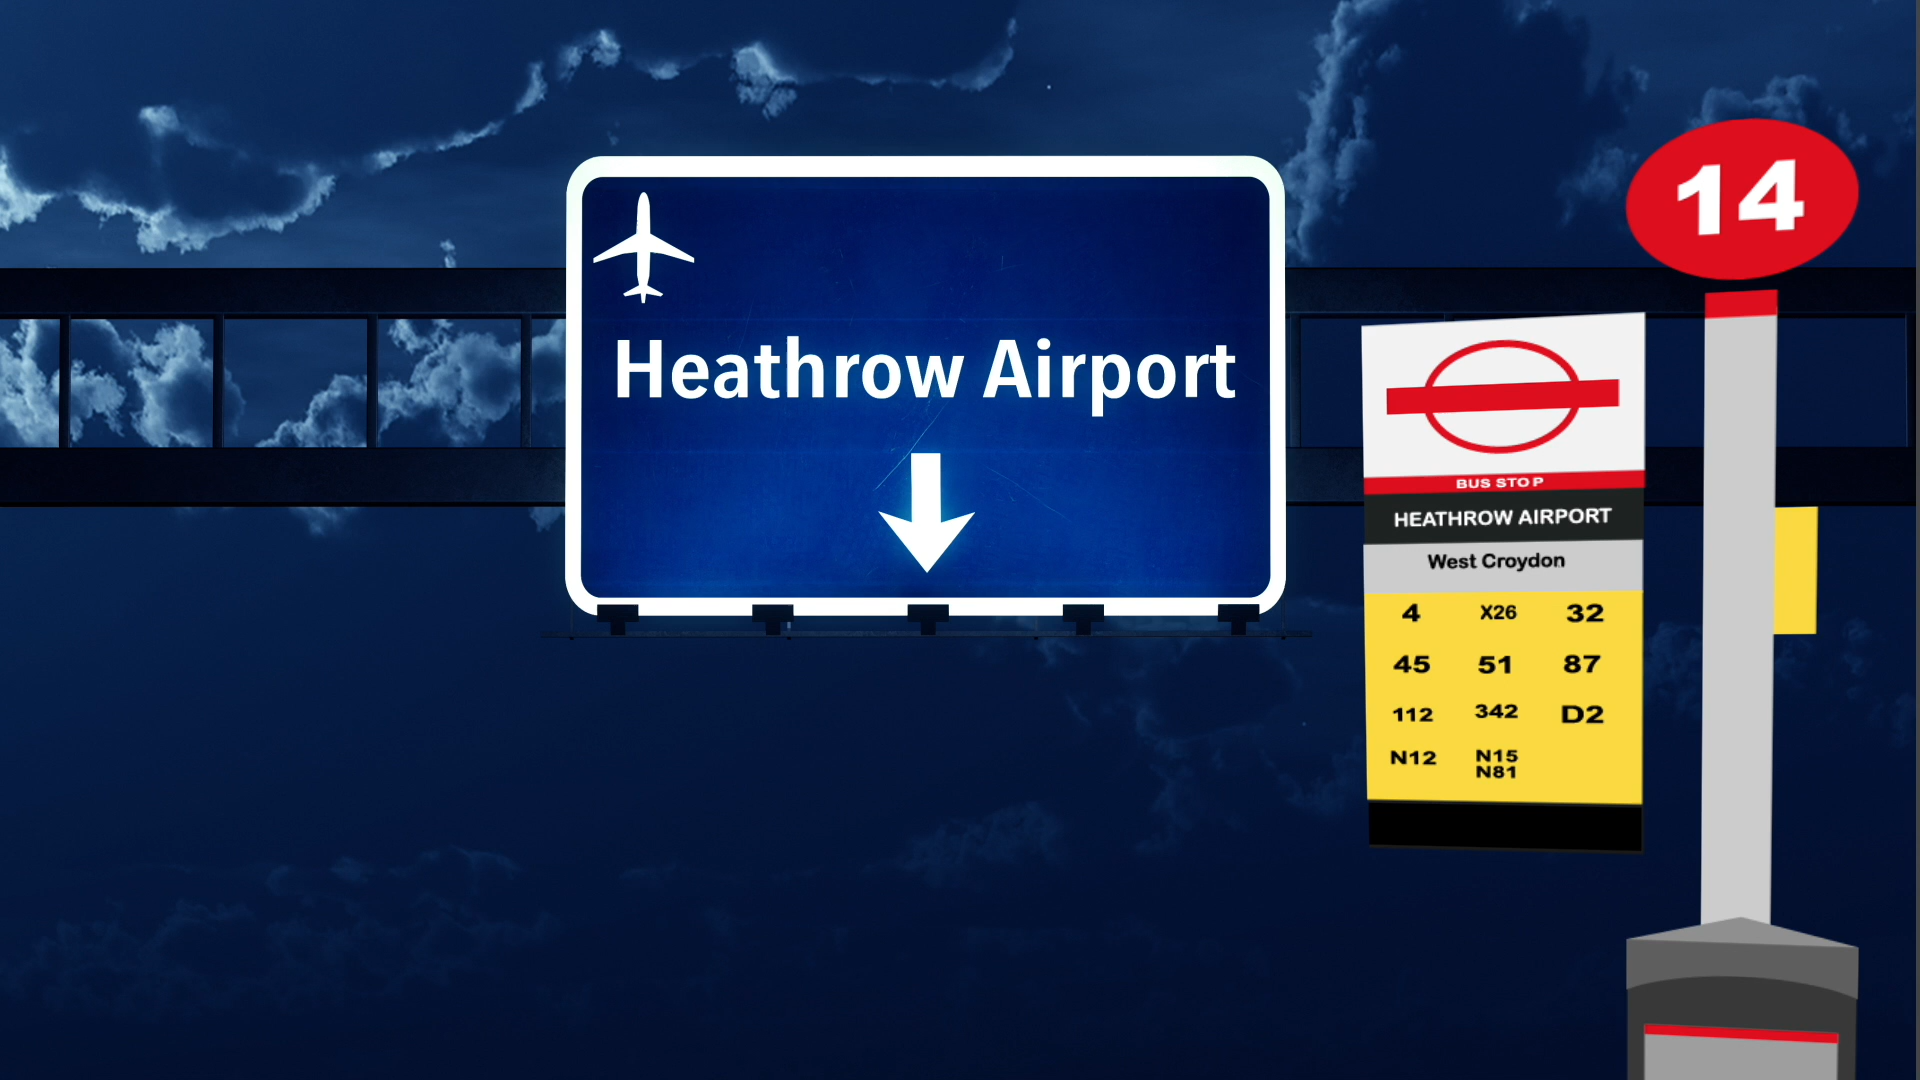 Heathrow Airport
14
BUS STOP
HEATHROW AIRPORT
West Croydon
4 X26 32
45 51 87
112 342 D2
N12 N15
N81